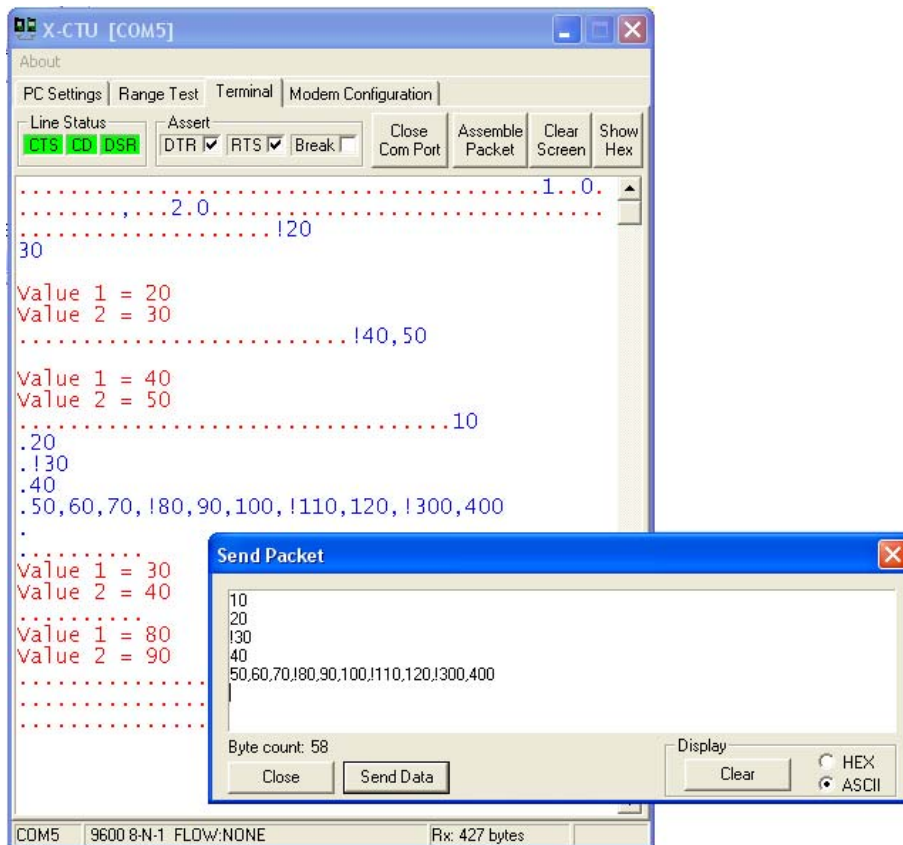 X-CTU [COM5]
About
PC Settings Range Test Terminal Modem Configuration
Line Status
CTS CD DSR
Assert
DTR RTS Break
Close Com Port
Assemble Packet
Clear Screen
Show Hex
.........................................1..0.
........,...2.0...............................
....................!20
30
Value 1 = 20
Value 2 = 30
..........................!40,50
Value 1 = 40
Value 2 = 50
..................................10
.20
.!30
.40
.50,60,70,!80,90,100,!110,120,!300,400
.
..........
Value 1 = 30
Value 2 = 40
..........
Value 1 = 80
Value 2 = 90
...............
...............
...............
Send Packet
10
20
!30
40
50,60,70,!80,90,100,!110,120,!300,400
Byte count: 58
Close
Send Data
Display
Clear
HEX
ASCII
COM5 9600 8-N-1 FLOW:NONE Rx: 427 bytes